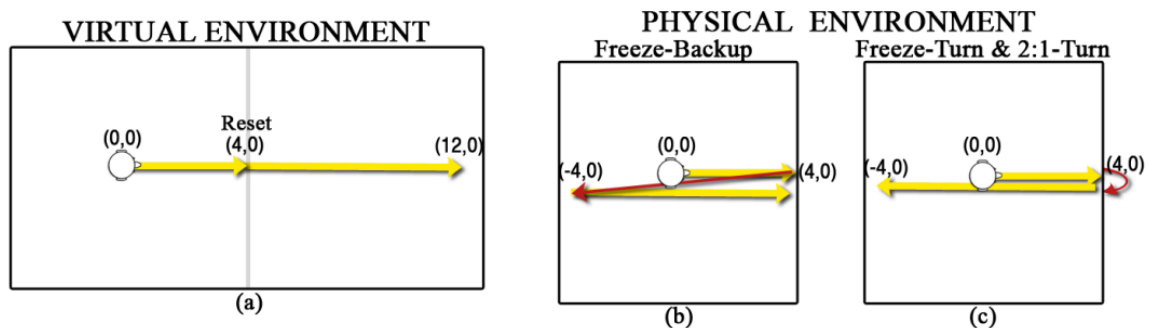 VIRTUAL ENVIRONMENT
PHYSICAL ENVIRONMENT
Freeze-Backup
Freeze-Turn & 2:1-Turn
Reset
(0,0)
(4,0)
(12,0)
(a)
(0,0)
(-4,0)
(4,0)
(b)
(0,0)
(-4,0)
(4,0)
(c)